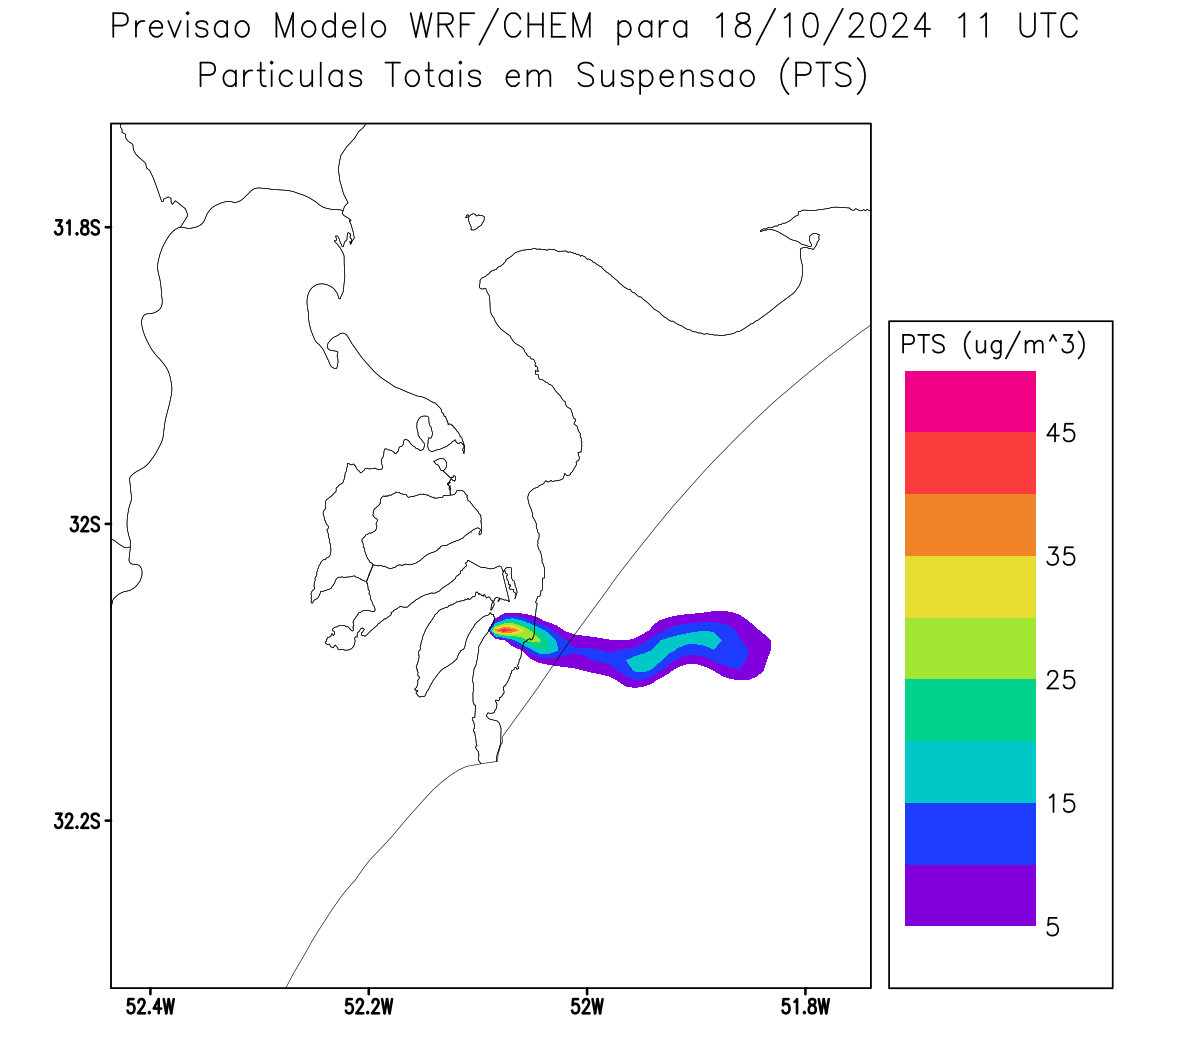 Previsao Modelo WRF/CHEM para 18/10/2024 11 UTC
Particulas Totais em Suspensao (PTS)
31.8S
32S
32.2S
52.4W
52.2W
52W
51.8W
PTS (ug/m^3)
45
35
25
15
5